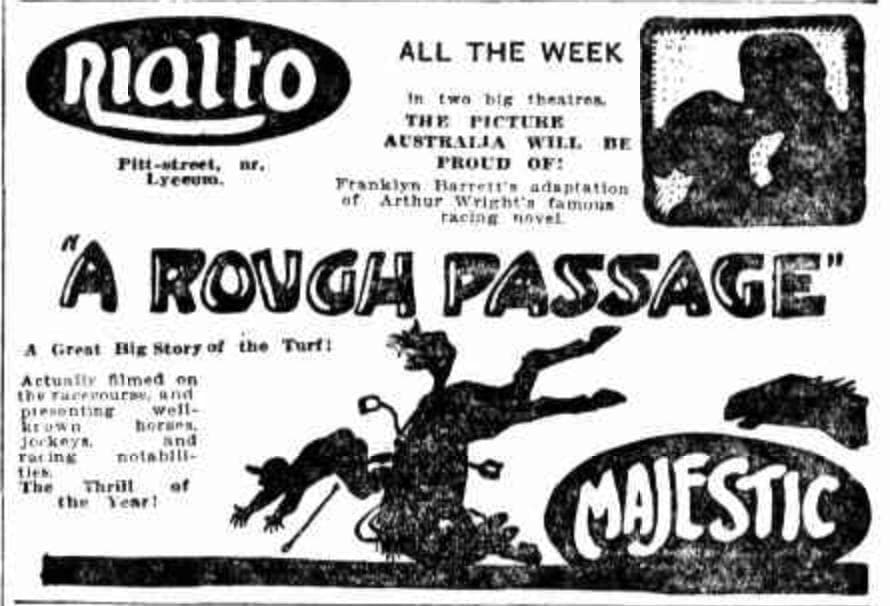 Rialto
Pitt-street, nr.
Lyceum.
ALL THE WEEK
in two big theatres.
THE PICTURE
AUSTRALIA WILL BE
PROUD OF!
Franklyn Barrett's adaptation
of Arthur Wright's famous
racing novel.
"A ROUGH PASSAGE"
A Great Big Story of the Turf!
Actually filmed on
the racecourse, and
presenting well-
known horses,
jockeys, and
racing notabili-
ties.
The Thrill of
the Year!
MAJESTIC